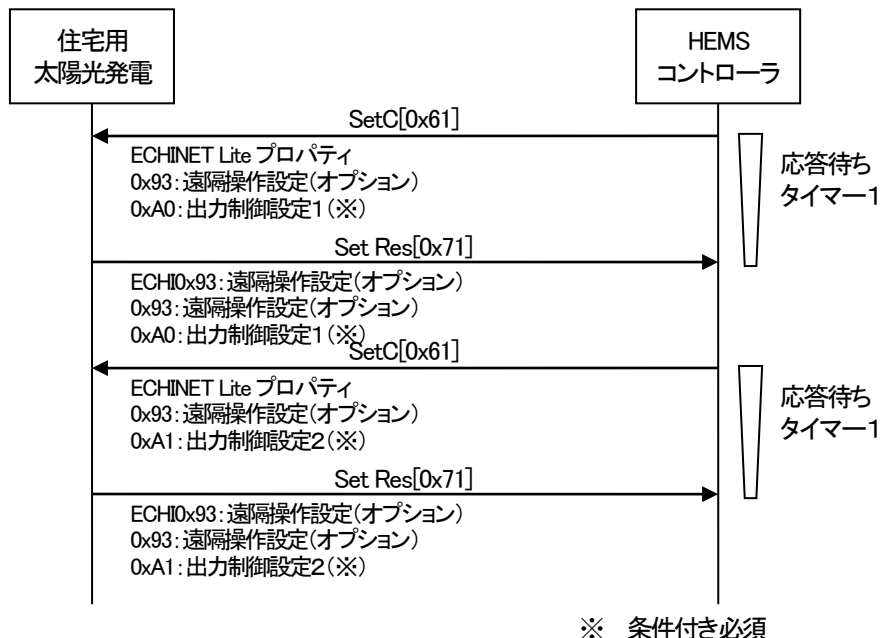 住宅用
太陽光発電
HEMS
コントローラ
SetC[0x61]
ECHINET Lite プロパティ
0x93:遠隔操作設定(オプション)
0xA0:出力制御設定1(※)
応答待ち
タイマー1
Set Res[0x71]
ECHI0x93:遠隔操作設定(オプション)
0x93:遠隔操作設定(オプション)
0xA0:出力制御設定1(※)
SetC[0x61]
ECHINET Lite プロパティ
0x93:遠隔操作設定(オプション)
0xA1:出力制御設定2(※)
応答待ち
タイマー1
Set Res[0x71]
ECHI0x93:遠隔操作設定(オプション)
0x93:遠隔操作設定(オプション)
0xA1:出力制御設定2(※)
※ 条件付き必須